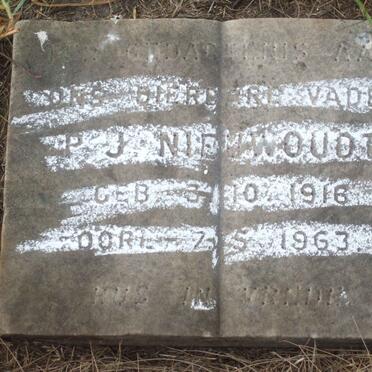 ONS DIERBARE VADER
P. J. NIEUWOUDT
GEB. 3.10.1916
OORL. 7.5.1963
RUS IN VREDE